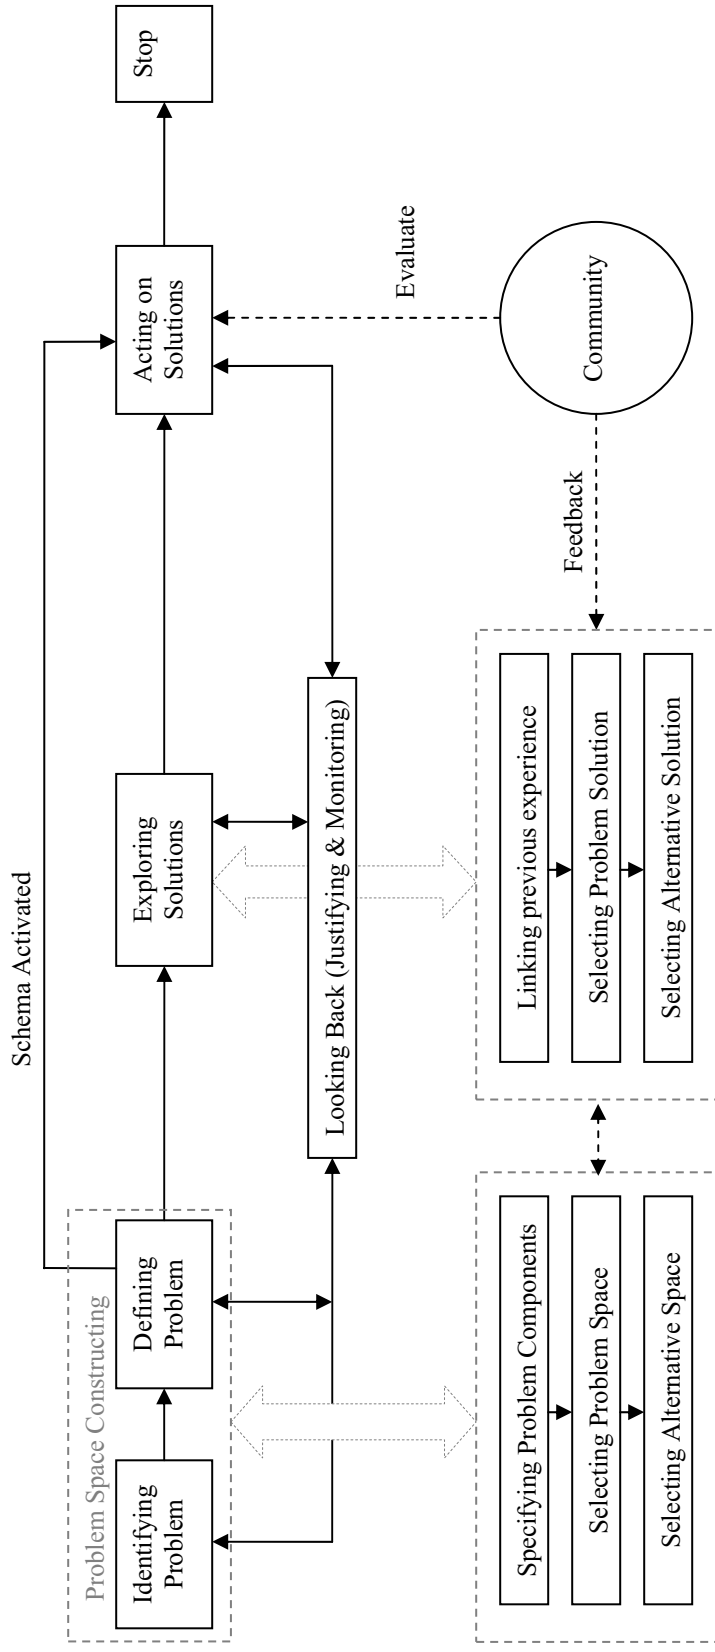 Schema Activated
Problem Space Constructing
Identifying
Problem
Defining
Problem
Exploring
Solutions
Acting on
Solutions
Stop
Looking Back (Justifying & Monitoring)
Evaluate
Specifying Problem Components
Selecting Problem Space
Selecting Alternative Space
Linking previous experience
Selecting Problem Solution
Selecting Alternative Solution
Feedback
Community